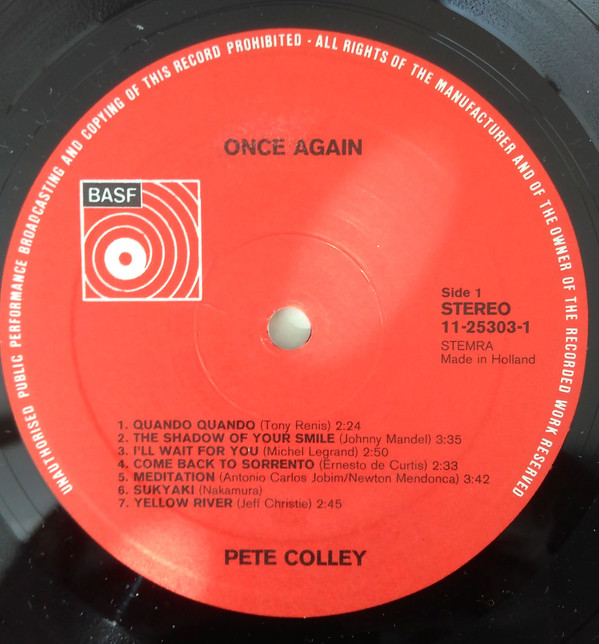 UNAUTHORISED PUBLIC PERFORMANCE BROADCASTING AND COPYING OF THIS RECORD PROHIBITED - ALL RIGHTS OF THE MANUFACTURER AND OF THE OWNER OF THE RECORDED WORK RESERVED
ONCE AGAIN
BASF
Side 1
STEREO
11-25303-1
STEMRA
Made in Holland
1. QUANDO QUANDO (Tony Renis) 2:24
2. THE SHADOW OF YOUR SMILE (Johnny Mandel) 3:35
3. I'LL WAIT FOR YOU (Michel Legrand) 2:50
4. COME BACK TO SORRENTO (Ernesto de Curtis) 2:33
5. MEDITATION (Antonio Carlos Jobim/Newton Mendonca) 3:42
6. SUKYAKI (Nakamura)
7. YELLOW RIVER (Jeff Christie) 2:45
PETE COLLEY